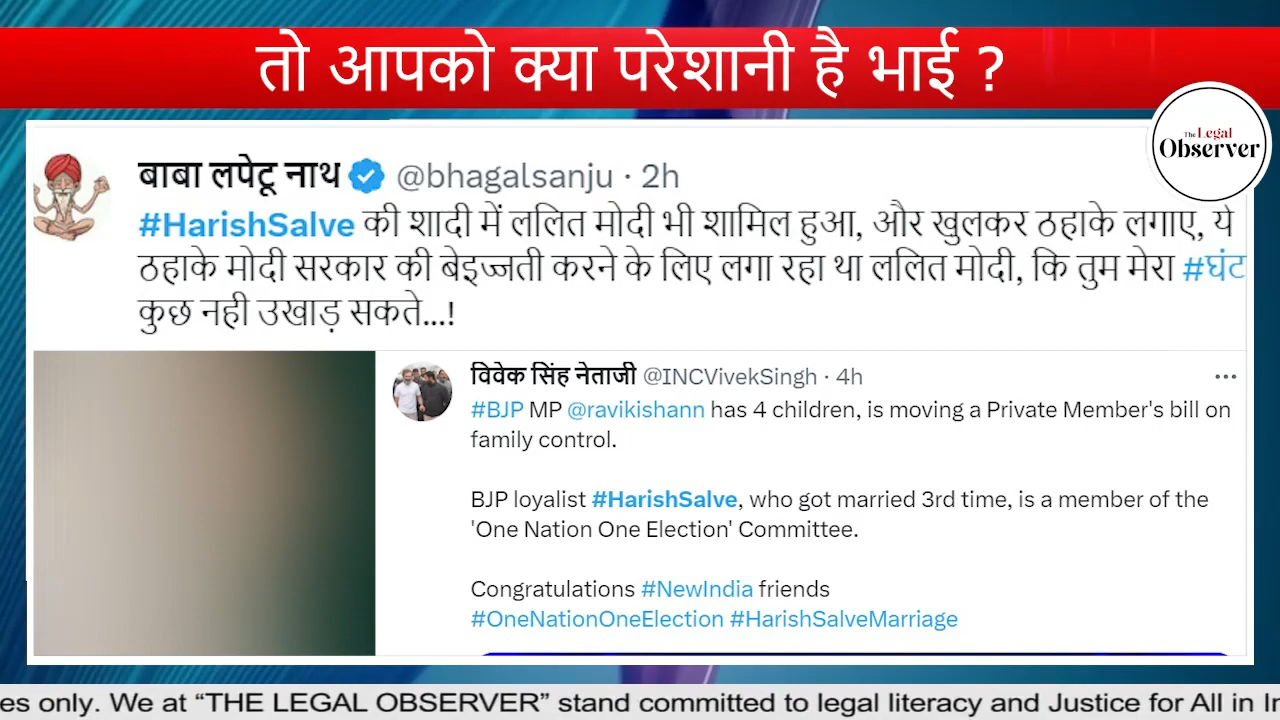 तो आपको क्या परेशानी है भाई ?
The Legal
Observer
बाबा लपेटू नाथ @bhagalsanju · 2h
#HarishSalve की शादी में ललित मोदी भी शामिल हुआ, और खुलकर ठहाके लगाए, ये
ठहाके मोदी सरकार की बेइज्जती करने के लिए लगा रहा था ललित मोदी, कि तुम मेरा #घंट
कुछ नही उखाड़ सकते...!
विवेक सिंह नेताजी @INCVivekSingh · 4h
#BJP MP @ravikishann has 4 children, is moving a Private Member's bill on
family control.
BJP loyalist #HarishSalve, who got married 3rd time, is a member of the
'One Nation One Election' Committee.
Congratulations #NewIndia friends
#OneNationOneElection #HarishSalveMarriage
es only. We at “THE LEGAL OBSERVER” stand committed to legal literacy and Justice for All in